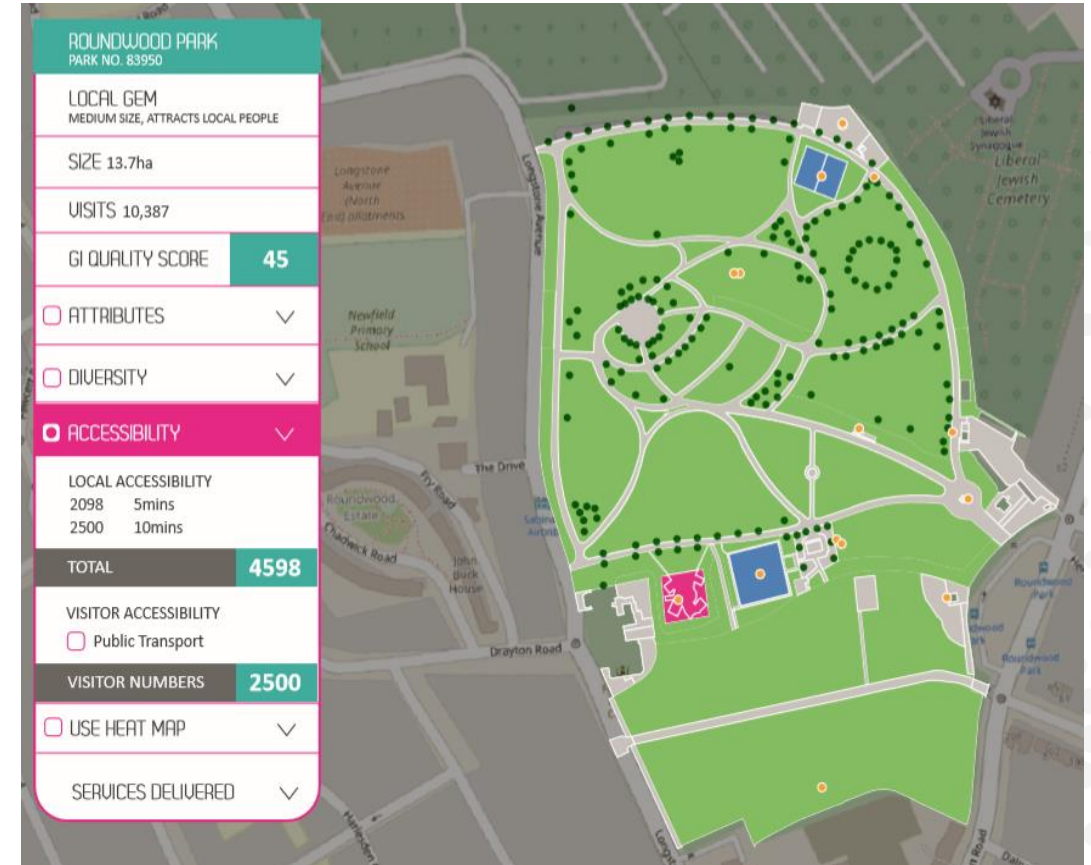 ROUNDWOOD PARK
PARK NO. 83950
LOCAL GEM
MEDIUM SIZE, ATTRACTS LOCAL PEOPLE
SIZE 13.7ha
VISITS 10,387
GI QUALITY SCORE 45
ATTRIBUTES
DIVERSITY
ACCESSIBILITY
LOCAL ACCESSIBILITY
2098 5mins
2500 10mins
TOTAL 4598
VISITOR ACCESSIBILITY
Public Transport
VISITOR NUMBERS 2500
USE HEAT MAP
SERVICES DELIVERED
Longstone
Avenue
(North
End) allotments
Newfield
Primary
School
Longstone Avenue
Liberal
Jewish
Synagogue
Liberal
Jewish
Cemetery
The Drive
Fry Road
Roundwood
Estate
Chadwick Road
John
Buck
House
Drayton Road
Roundwood
Park
Roundwood
Park
Harlesden
Road